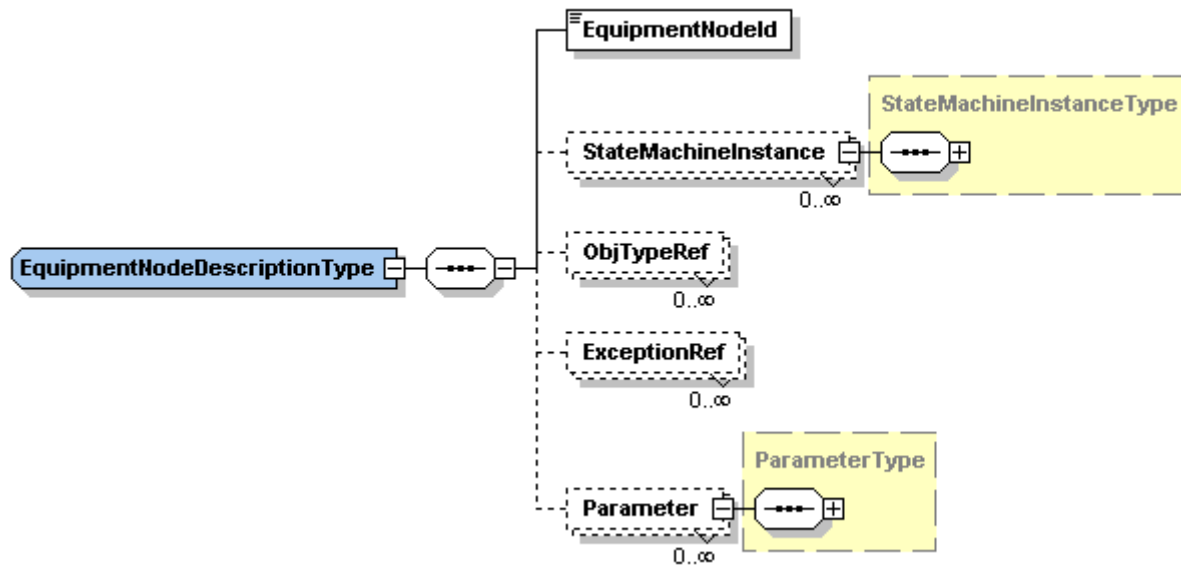 EquipmentNodeId
StateMachineInstanceType
StateMachineInstance
0..∞
ObjTypeRef
0..∞
EquipmentNodeDescriptionType
ExceptionRef
0..∞
ParameterType
Parameter
0..∞